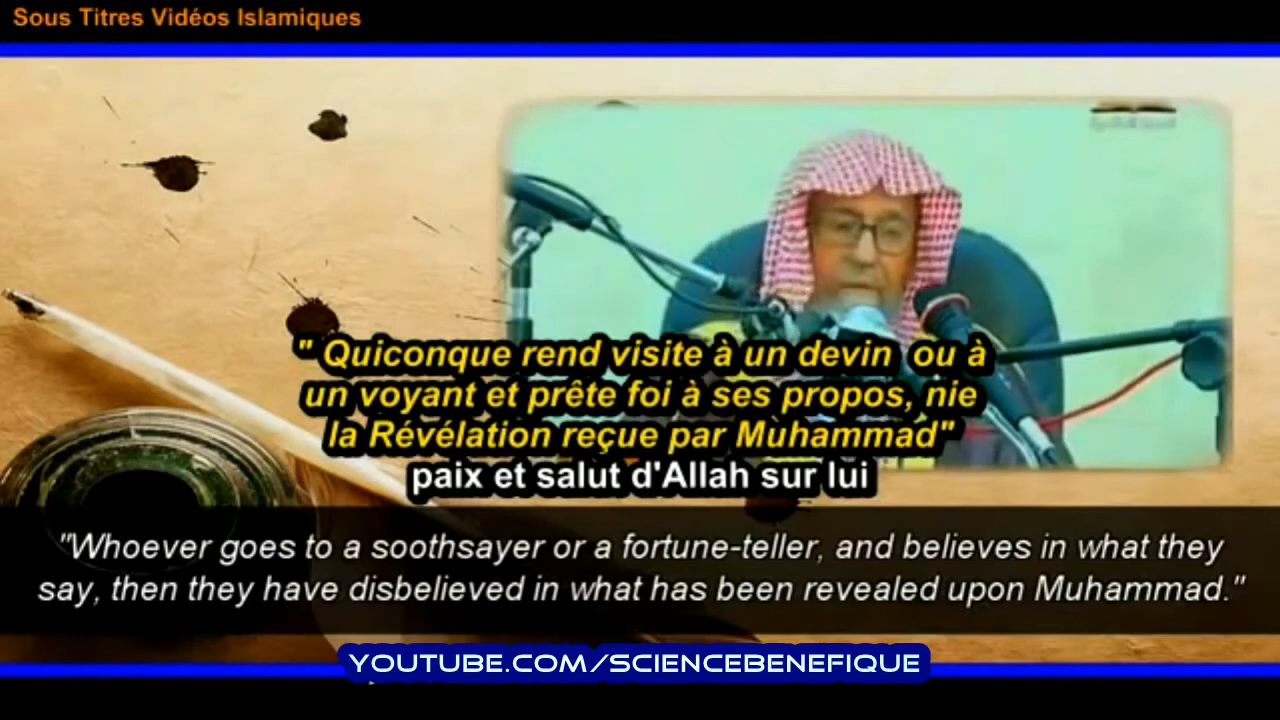 Sous Titres Vidéos Islamiques
" Quiconque rend visite à un devin ou à
un voyant et prête foi à ses propos, nie
la Révélation reçue par Muhammad"
paix et salut d'Allah sur lui
"Whoever goes to a soothsayer or a fortune-teller, and believes in what they
say, then they have disbelieved in what has been revealed upon Muhammad."
YOUTUBE.COM/SCIENCEBENEFIQUE